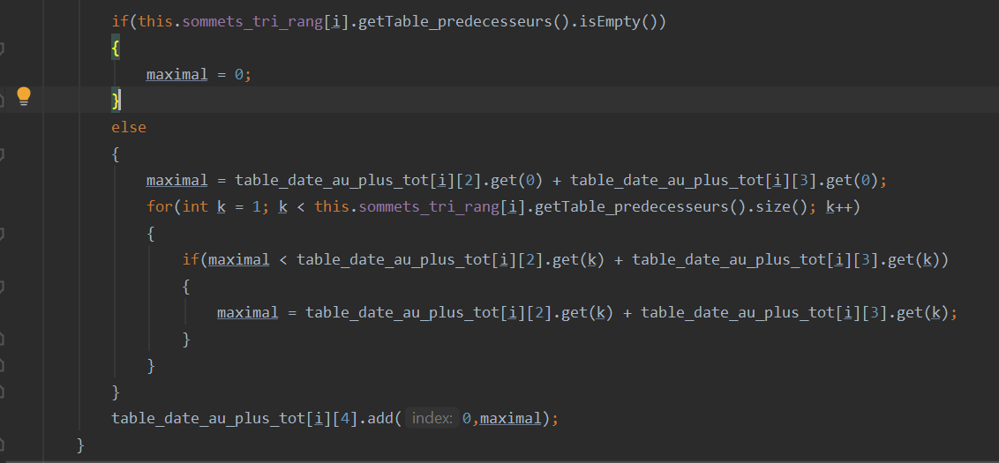 if(this.sommets_tri_rang[i].getTable_predecesseurs().isEmpty())
{
maximal = 0;
}
else
{
maximal = table_date_au_plus_tot[i][2].get(0) + table_date_au_plus_tot[i][3].get(0);
for(int k = 1; k < this.sommets_tri_rang[i].getTable_predecesseurs().size(); k++)
{
if(maximal < table_date_au_plus_tot[i][2].get(k) + table_date_au_plus_tot[i][3].get(k))
{
maximal = table_date_au_plus_tot[i][2].get(k) + table_date_au_plus_tot[i][3].get(k);
}
}
}
table_date_au_plus_tot[i][4].add( index: 0,maximal);
}